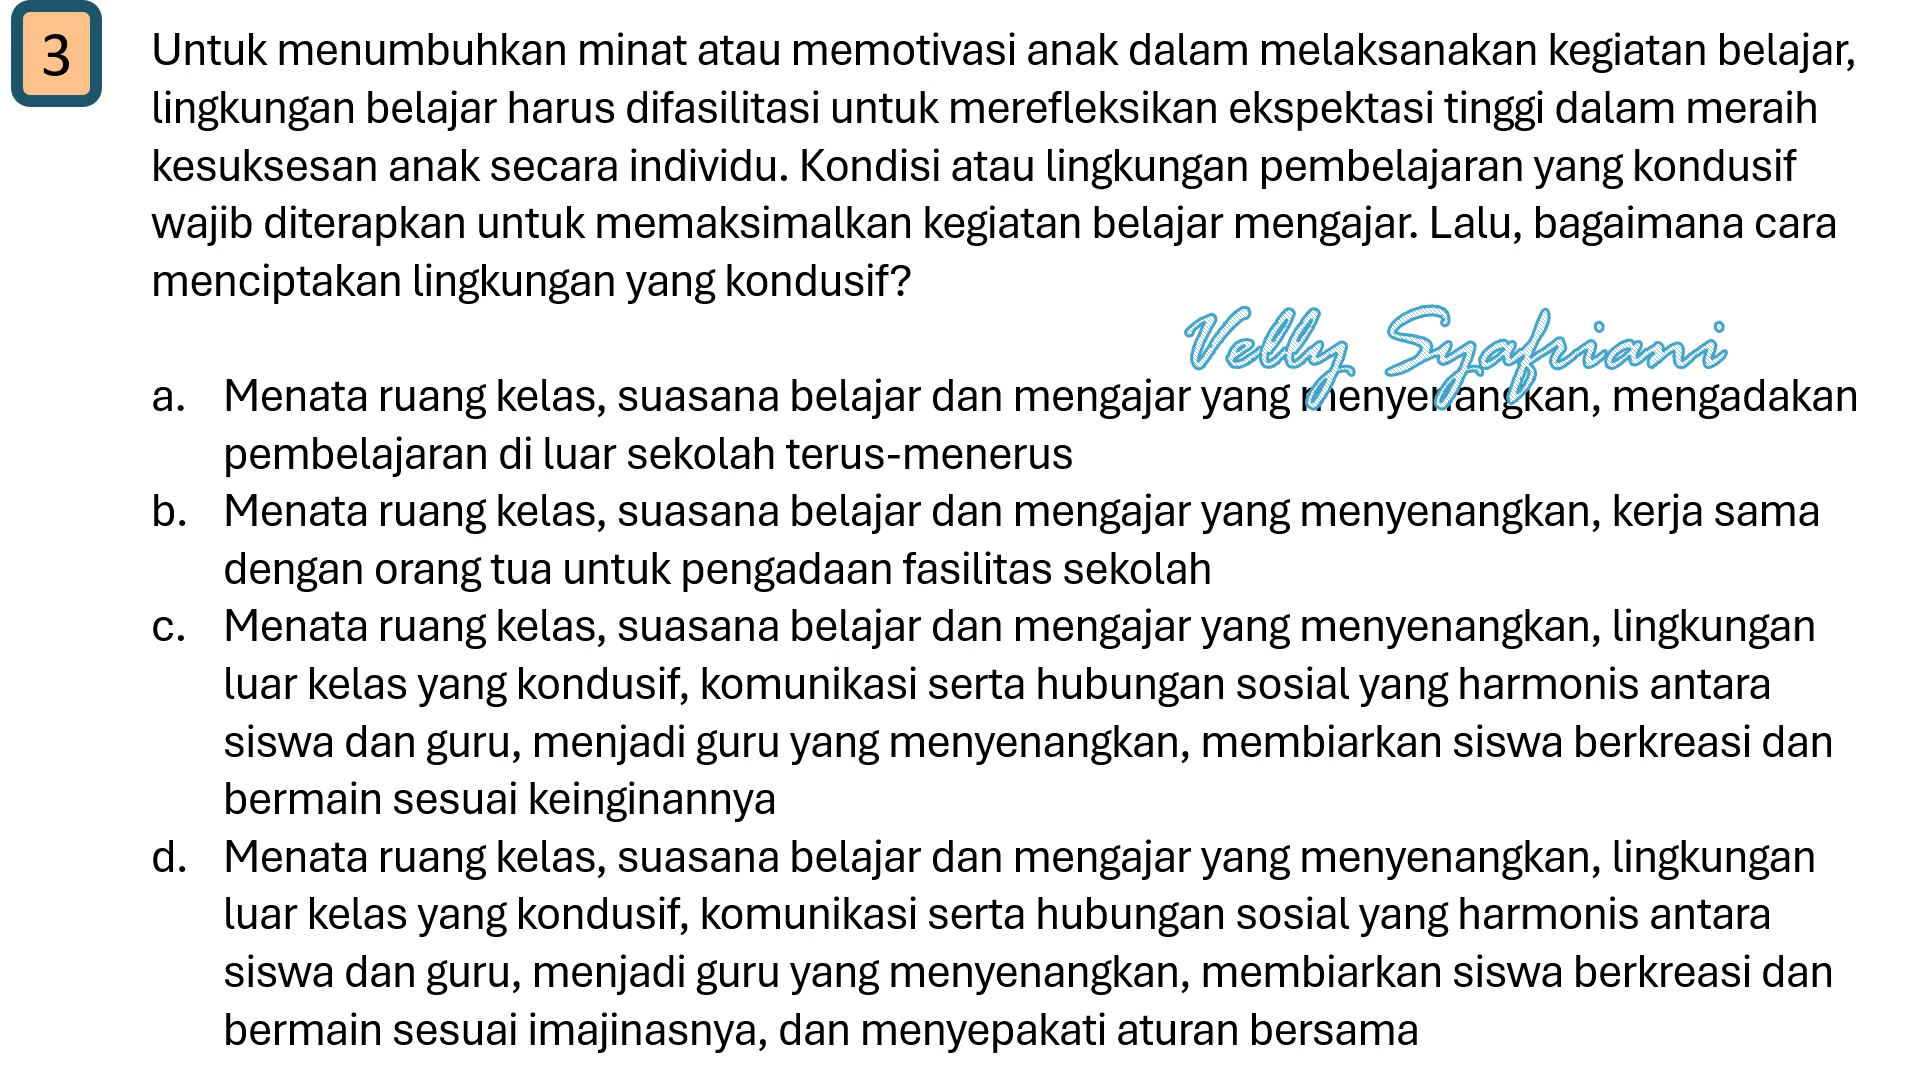 3
Untuk menumbuhkan minat atau memotivasi anak dalam melaksanakan kegiatan belajar,
lingkungan belajar harus difasilitasi untuk merefleksikan ekspektasi tinggi dalam meraih
kesuksesan anak secara individu. Kondisi atau lingkungan pembelajaran yang kondusif
wajib diterapkan untuk memaksimalkan kegiatan belajar mengajar. Lalu, bagaimana cara
menciptakan lingkungan yang kondusif?
Velly Syafriani
a. Menata ruang kelas, suasana belajar dan mengajar yang menyenangkan, mengadakan
pembelajaran di luar sekolah terus-menerus
b. Menata ruang kelas, suasana belajar dan mengajar yang menyenangkan, kerja sama
dengan orang tua untuk pengadaan fasilitas sekolah
c. Menata ruang kelas, suasana belajar dan mengajar yang menyenangkan, lingkungan
luar kelas yang kondusif, komunikasi serta hubungan sosial yang harmonis antara
siswa dan guru, menjadi guru yang menyenangkan, membiarkan siswa berkreasi dan
bermain sesuai keinginannya
d. Menata ruang kelas, suasana belajar dan mengajar yang menyenangkan, lingkungan
luar kelas yang kondusif, komunikasi serta hubungan sosial yang harmonis antara
siswa dan guru, menjadi guru yang menyenangkan, membiarkan siswa berkreasi dan
bermain sesuai imajinasnya, dan menyepakati aturan bersama